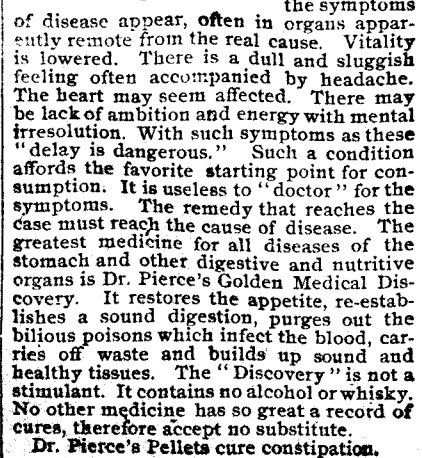 the symptoms
of disease appear, often in organs appar-
ently remote from the real cause. Vitality
is lowered. There is a dull and sluggish
feeling often accompanied by headache.
The heart may seem affected. There may
be lack of ambition and energy with mental
irresolution. With such symptoms as these
"delay is dangerous." Such a condition
affords the favorite starting point for con-
sumption. It is useless to "doctor" for the
symptoms. The remedy that reaches the
case must reach the cause of disease. The
greatest medicine for all diseases of the
stomach and other digestive and nutritive
organs is Dr. Pierce's Golden Medical Dis-
covery. It restores the appetite, re-estab-
lishes a sound digestion, purges out the
bilious poisons which infect the blood, car-
ries off waste and builds up sound and
healthy tissues. The "Discovery" is not a
stimulant. It contains no alcohol or whisky.
No other medicine has so great a record of
cures, therefore accept no substitute.
Dr. Pierce's Pellets cure constipation.